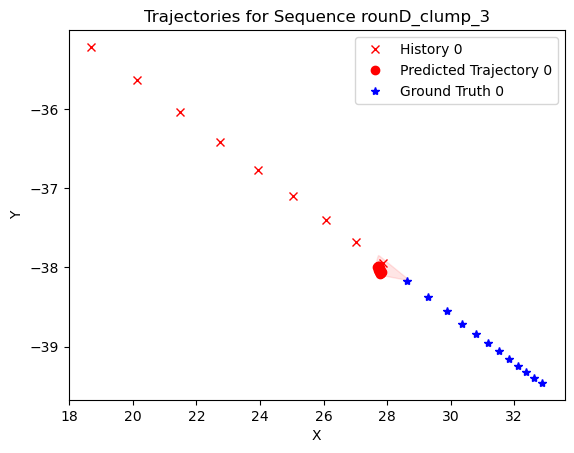 Trajectories for Sequence rounD_clump_3
History 0
Predicted Trajectory 0
Ground Truth 0
−36
−37
−38
−39
Y
18 20 22 24 26 28 30 32
X